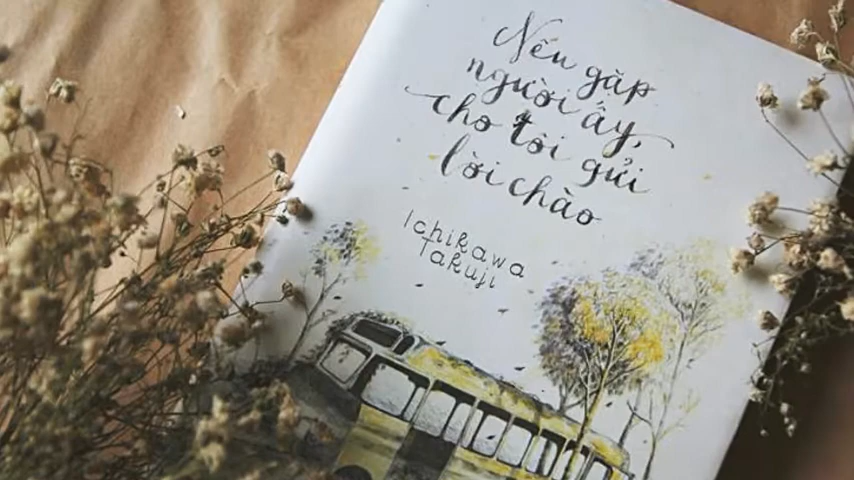 Nếu gặp
người ấy,
cho tôi gửi
lời chào
Ichikawa
Takuji